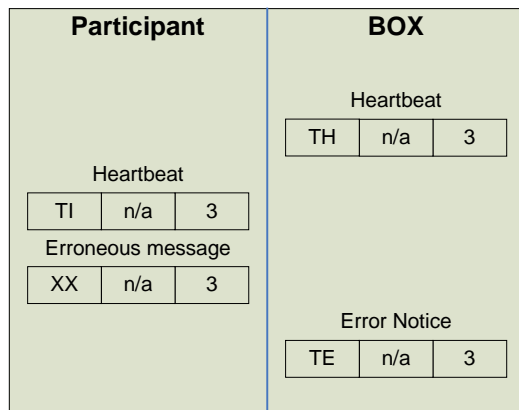 Participant BOX
Heartbeat
TH n/a 3
Heartbeat
TI n/a 3
Erroneous message
XX n/a 3
Error Notice
TE n/a 3